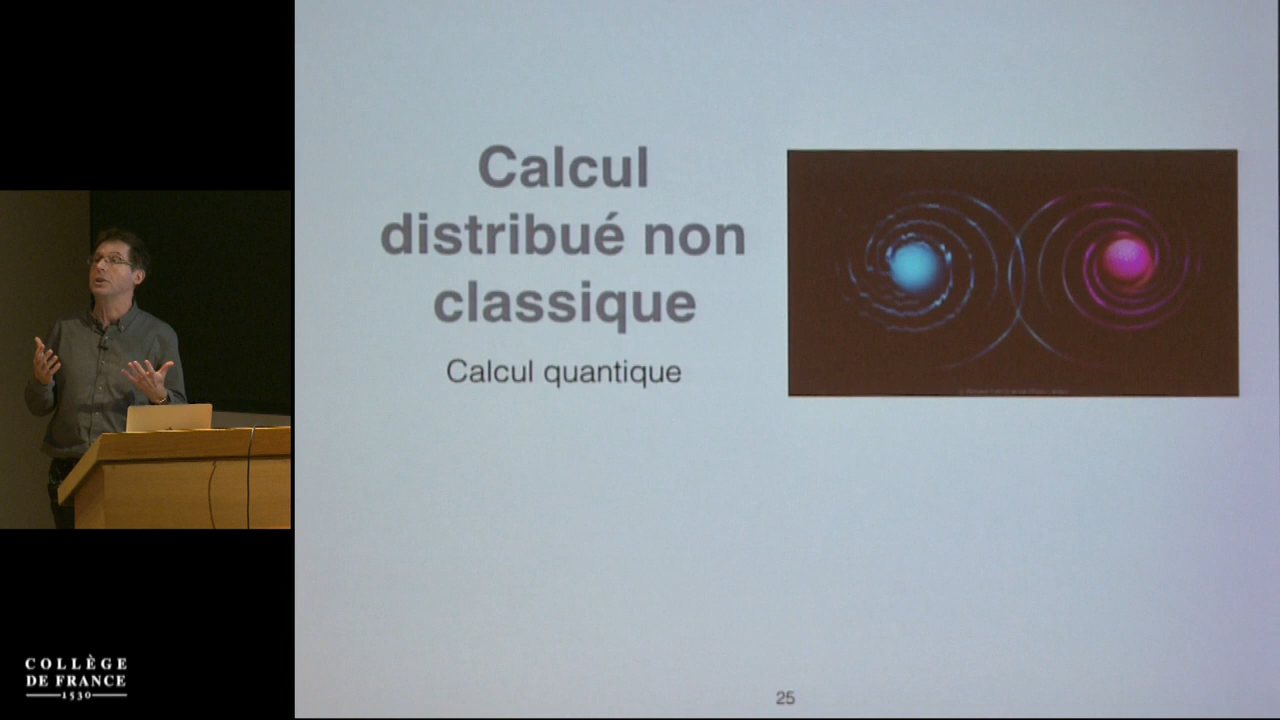 Calcul
distribué non
classique
Calcul quantique
25
COLLÈGE
DE FRANCE
1530